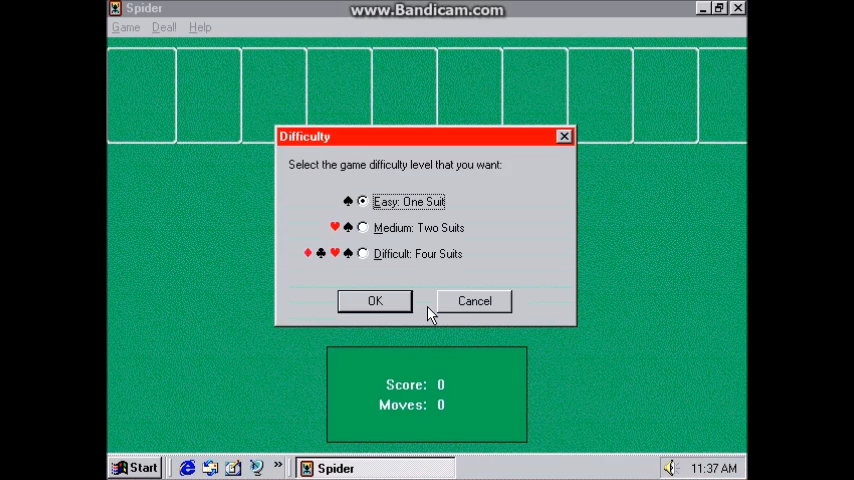 Spider
www.Bandicam.com
Game Deal! Help
Difficulty
Select the game difficulty level that you want:
Easy: One Suit
Medium: Two Suits
Difficult: Four Suits
OK Cancel
Score: 0
Moves: 0
Start » Spider 11:37 AM